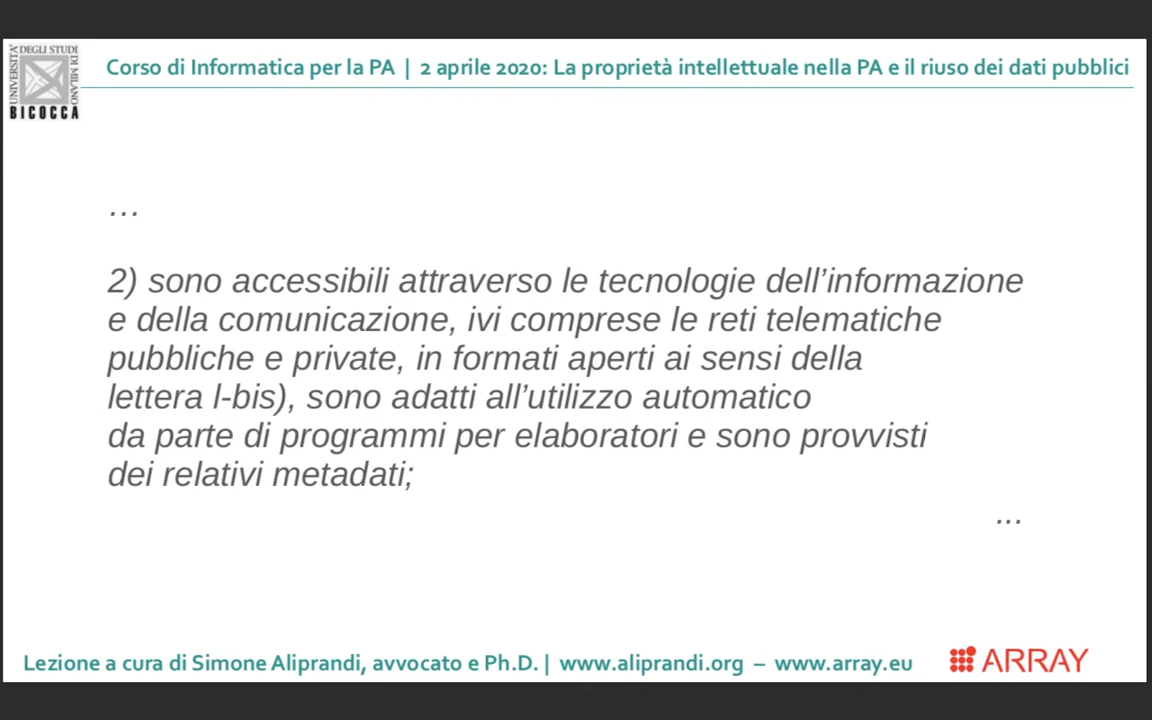 UNIVERSITÀ DEGLI STUDI DI MILANO
BICOCCA
Corso di Informatica per la PA | 2 aprile 2020: La proprietà intellettuale nella PA e il riuso dei dati pubblici
…
2) sono accessibili attraverso le tecnologie dell’informazione
e della comunicazione, ivi comprese le reti telematiche
pubbliche e private, in formati aperti ai sensi della
lettera l-bis), sono adatti all’utilizzo automatico
da parte di programmi per elaboratori e sono provvisti
dei relativi metadati;
...
Lezione a cura di Simone Aliprandi, avvocato e Ph.D. | www.aliprandi.org – www.array.eu
ARRAY